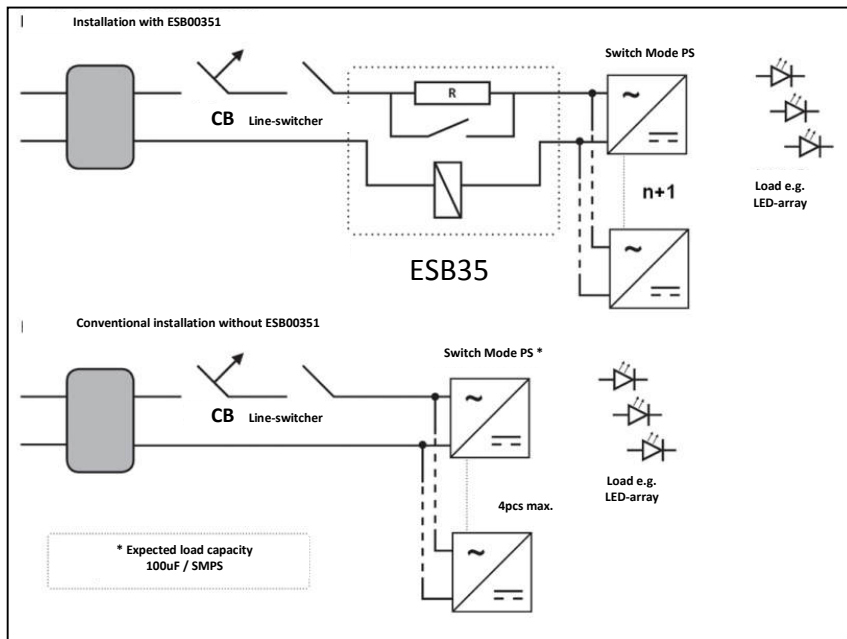 Installation with ESB00351
Switch Mode PS
R
CB Line-switcher
n+1
Load e.g.
LED-array
ESB35
Conventional installation without ESB00351
Switch Mode PS *
CB Line-switcher
4pcs max.
Load e.g.
LED-array
* Expected load capacity
100uF / SMPS